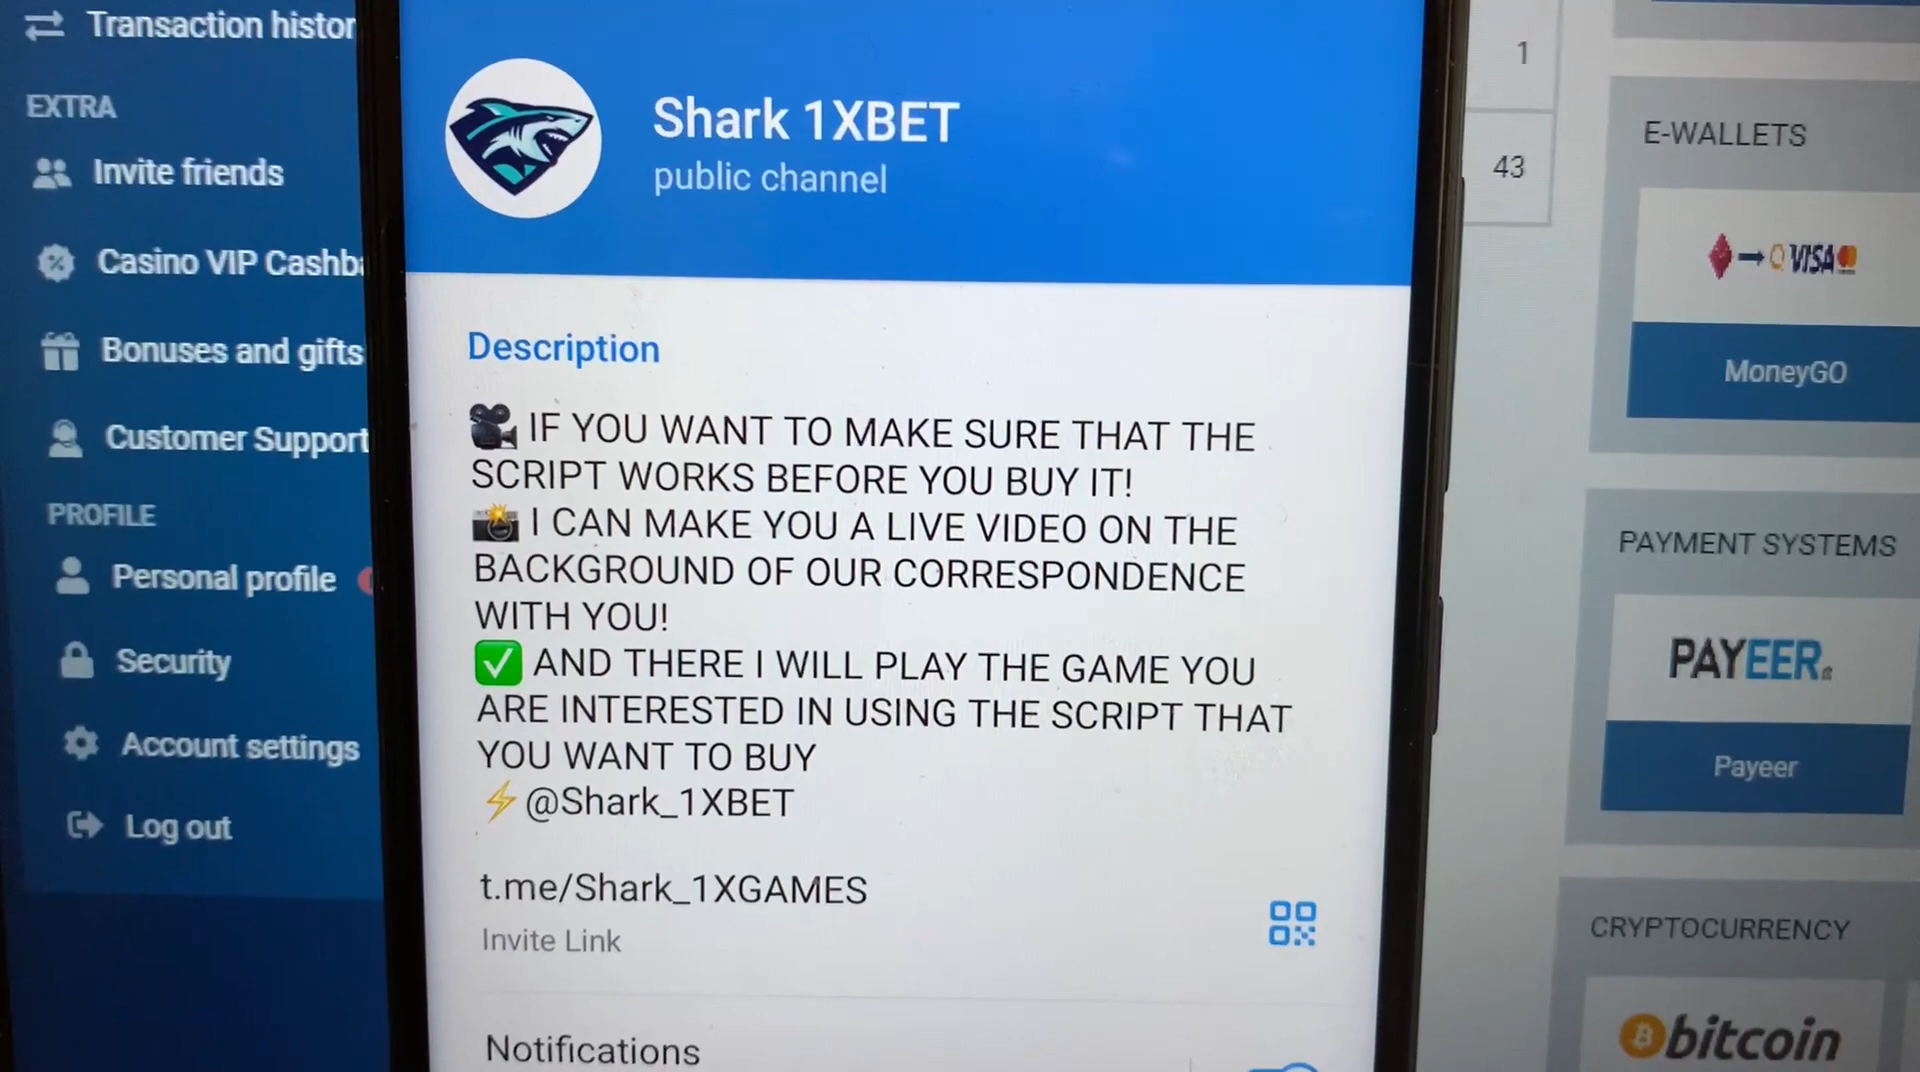 Transaction histor
EXTRA
Invite friends
Casino VIP Cashba
Bonuses and gifts
Customer Support
PROFILE
Personal profile
Security
Account settings
Log out
Shark 1XBET
public channel
Description
🎥 IF YOU WANT TO MAKE SURE THAT THE
SCRIPT WORKS BEFORE YOU BUY IT!
📸 I CAN MAKE YOU A LIVE VIDEO ON THE
BACKGROUND OF OUR CORRESPONDENCE
WITH YOU!
✅ AND THERE I WILL PLAY THE GAME YOU
ARE INTERESTED IN USING THE SCRIPT THAT
YOU WANT TO BUY
⚡@Shark_1XBET
t.me/Shark_1XGAMES
Invite Link
Notifications
1
43
E-WALLETS
VISA
MoneyGO
PAYMENT SYSTEMS
PAYEER
Payeer
CRYPTOCURRENCY
bitcoin